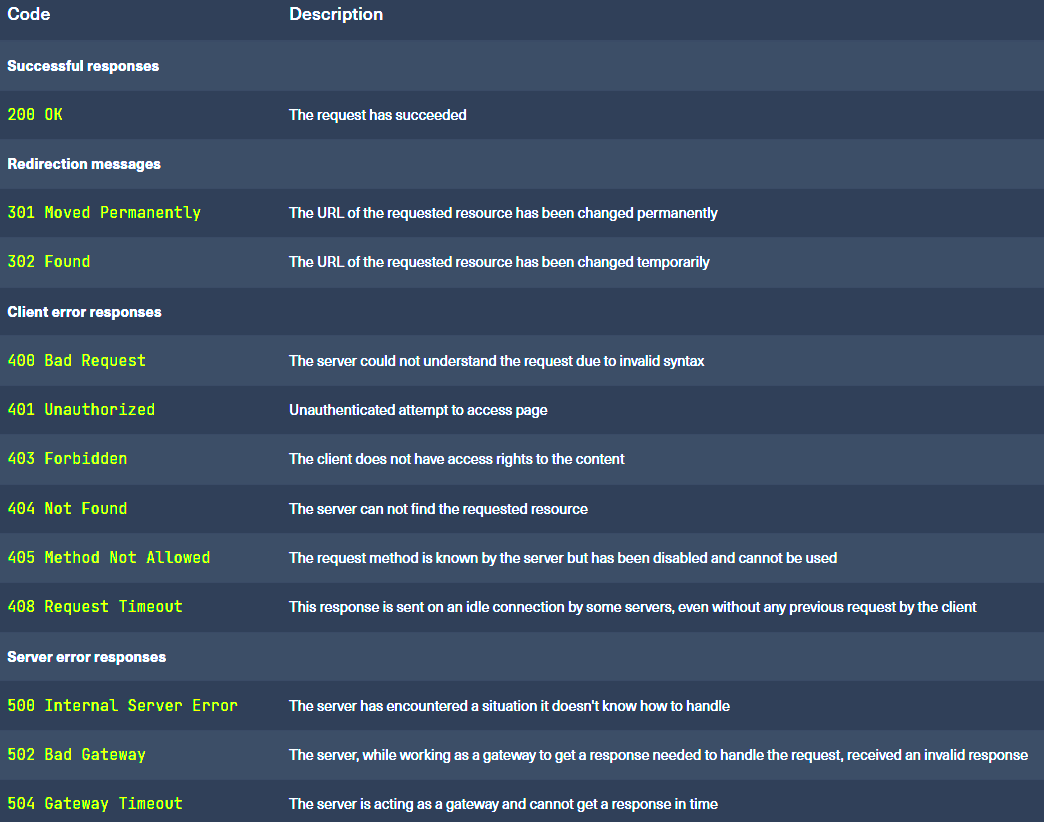 Code Description
Successful responses
200 OK The request has succeeded
Redirection messages
301 Moved Permanently The URL of the requested resource has been changed permanently
302 Found The URL of the requested resource has been changed temporarily
Client error responses
400 Bad Request The server could not understand the request due to invalid syntax
401 Unauthorized Unauthenticated attempt to access page
403 Forbidden The client does not have access rights to the content
404 Not Found The server can not find the requested resource
405 Method Not Allowed The request method is known by the server but has been disabled and cannot be used
408 Request Timeout This response is sent on an idle connection by some servers, even without any previous request by the client
Server error responses
500 Internal Server Error The server has encountered a situation it doesn't know how to handle
502 Bad Gateway The server, while working as a gateway to get a response needed to handle the request, received an invalid response
504 Gateway Timeout The server is acting as a gateway and cannot get a response in time